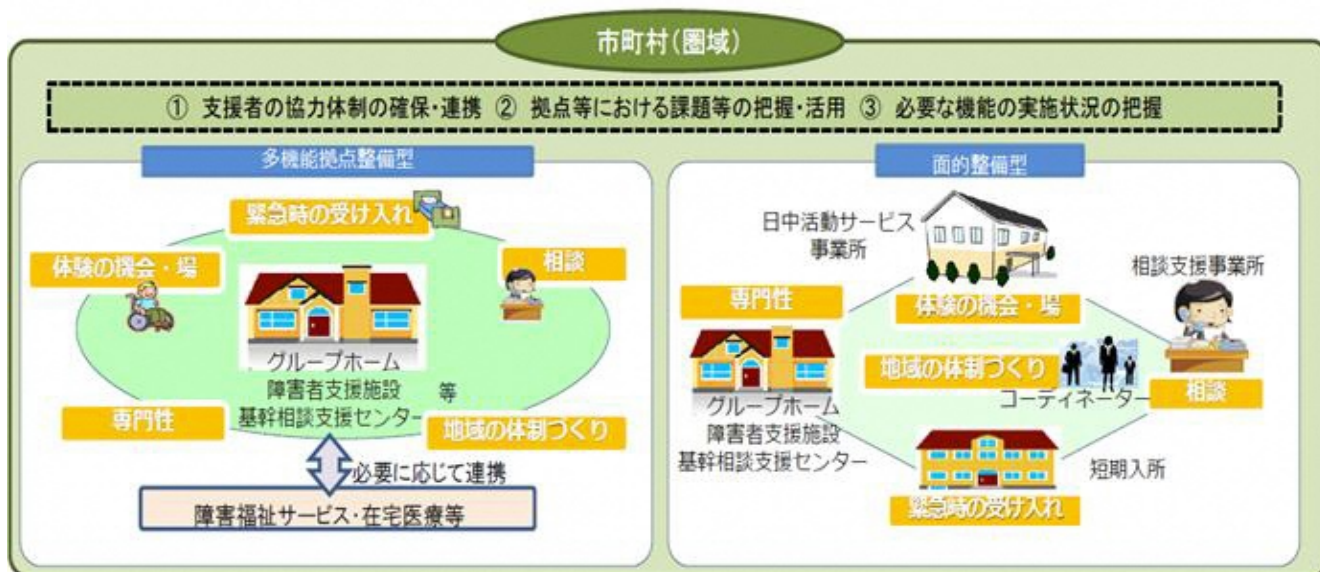 市町村(圏域)
① 支援者の協力体制の確保・連携 ② 拠点等における課題等の把握・活用 ③ 必要な機能の実施状況の把握
多機能拠点整備型
緊急時の受け入れ
体験の機会・場
相談
グループホーム
障害者支援施設 等
基幹相談支援センター
専門性
地域の体制づくり
必要に応じて連携
障害福祉サービス・在宅医療等
面的整備型
日中活動サービス
事業所
相談支援事業所
専門性
体験の機会・場
地域の体制づくり
コーディネーター
相談
グループホーム
障害者支援施設
基幹相談支援センター
短期入所
緊急時の受け入れ